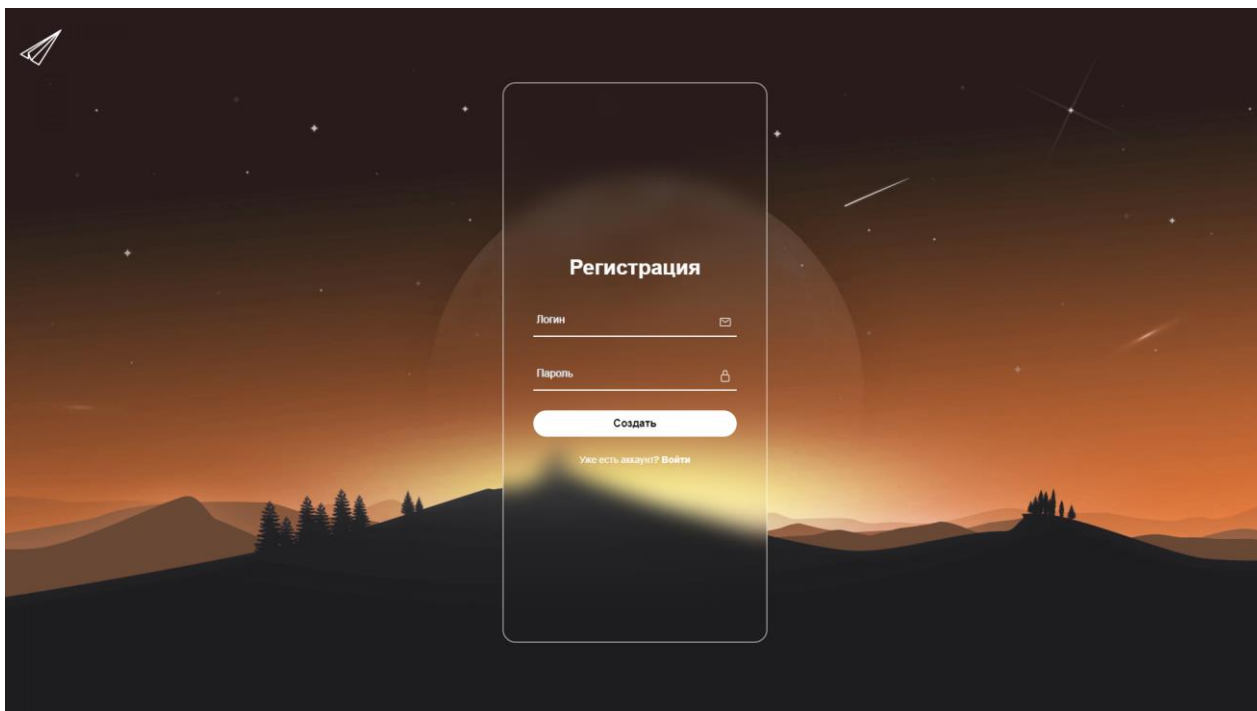 Регистрация
Логин
Пароль
Создать
Уже есть аккаунт? Войти